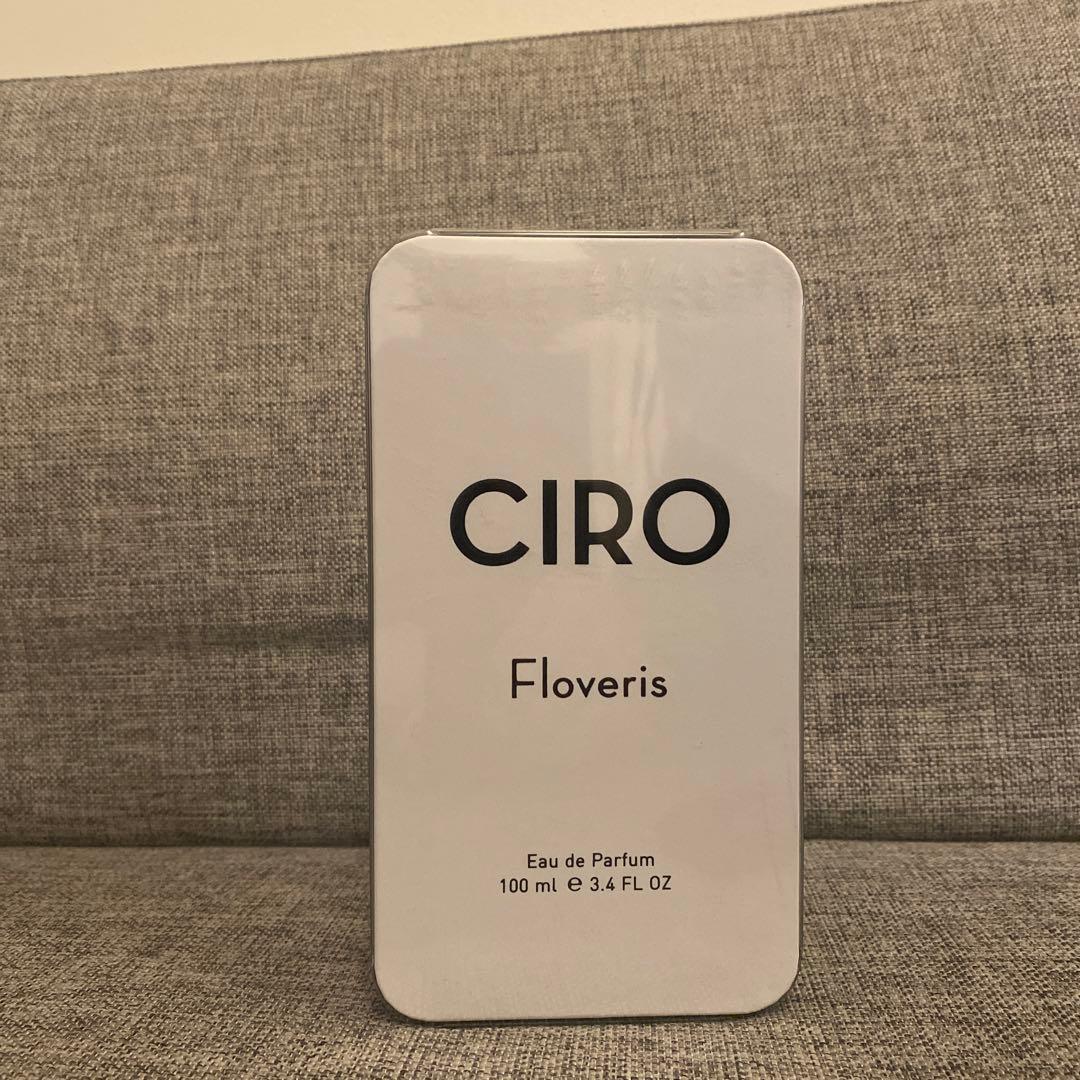 CIRO
Floveris
Eau de Parfum
100 ml ℮ 3.4 FL OZ